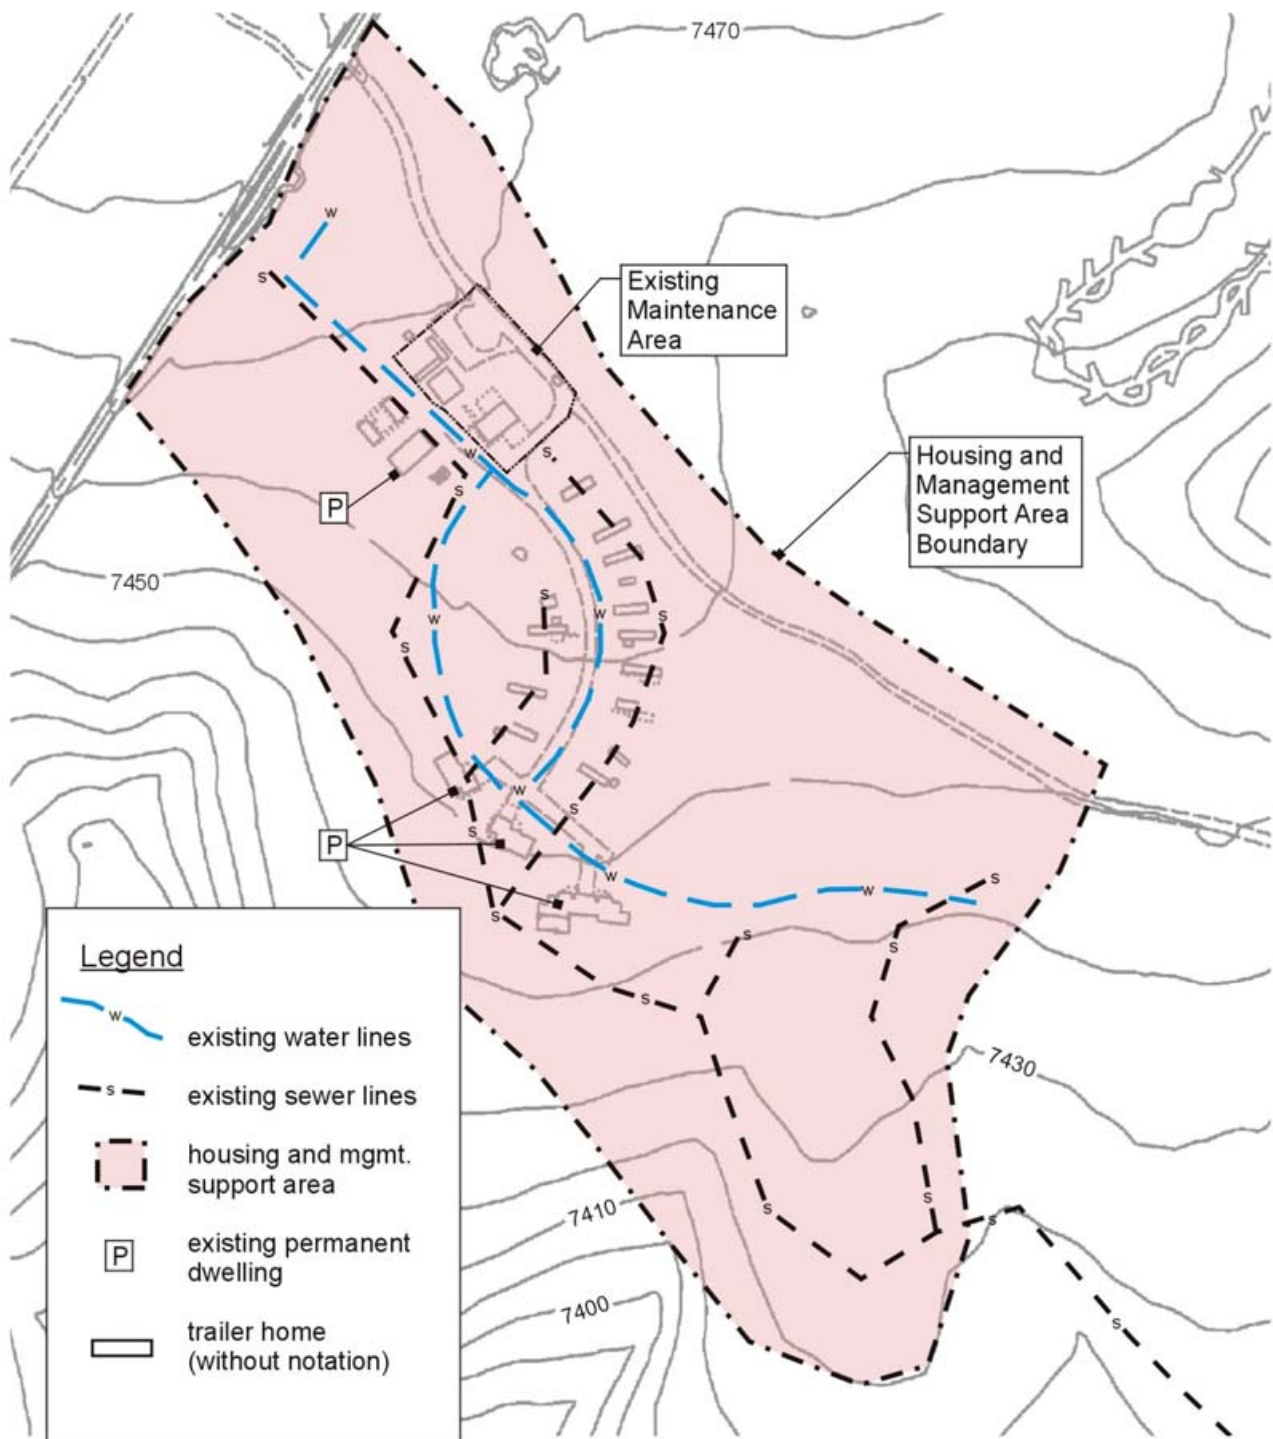 7470
w
s
Existing
Maintenance
Area
w
s
Housing and
Management
Support Area
Boundary
s
P
7450
s
w
w
s
s
w
s
s
P
w
w
s
s
s
s
s
Legend
w
existing water lines
s
existing sewer lines
housing and mgmt.
support area
P
existing permanent
dwelling
trailer home
(without notation)
7430
s
s
7410
s
7400
s